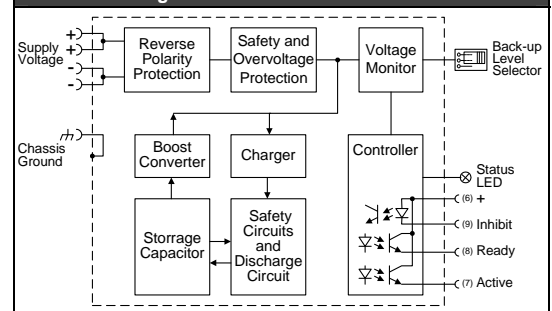 +
+
-
-
Supply
Voltage
Reverse
Polarity
Protection
Safety and
Overvoltage
Protection
Voltage
Monitor
Back-up
Level
Selector
Chassis
Ground
Boost
Converter
Charger
Controller
Status
LED
(6) +
(9) Inhibit
(8) Ready
(7) Active
Storrage
Capacitor
Safety
Circuits
and
Discharge
Circuit